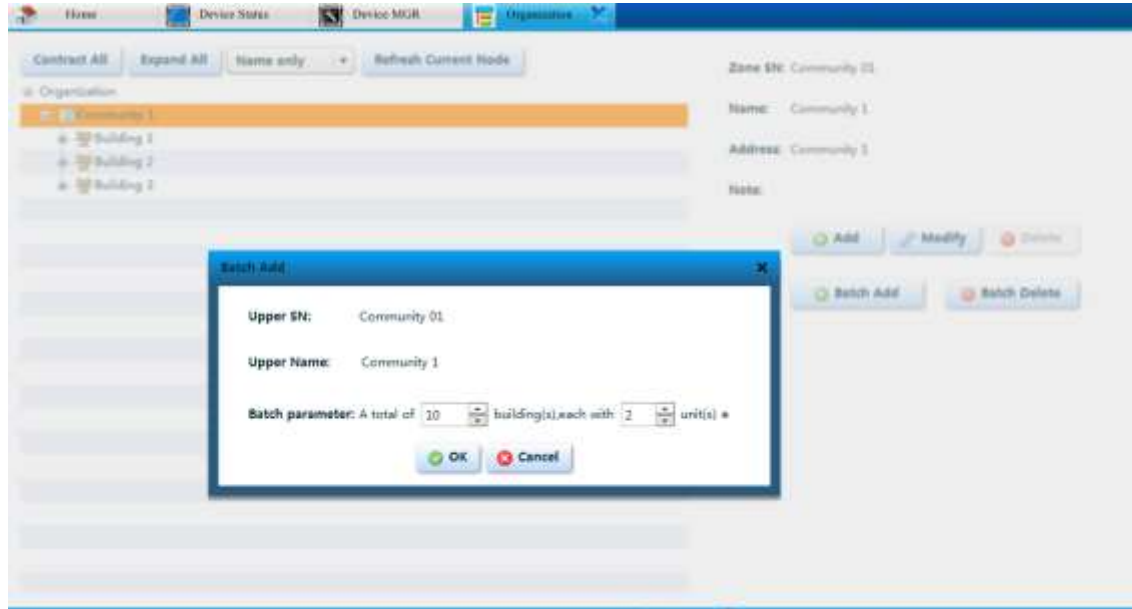 Home Device Status Device MGR Organization
Contract All Expand All Name only Refresh Current Node
Organization
Community 1
Building 1
Building 2
Building 3
Zone SN: Community 01
Name: Community 1
Address: Community 1
Note:
Add Modify Delete
Batch Add Batch Delete
Batch Add
Upper SN: Community 01
Upper Name: Community 1
Batch parameter: A total of 10 building(s),each with 2 unit(s) *
OK Cancel